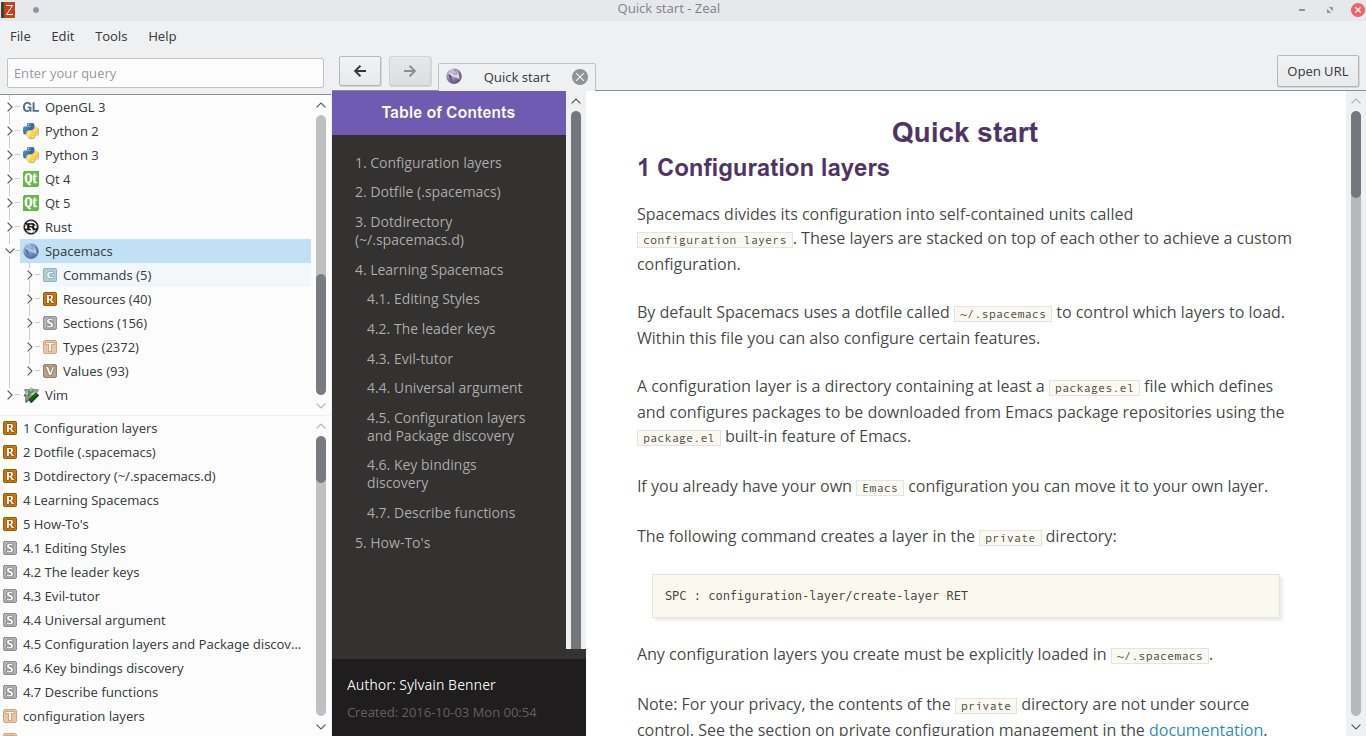 Quick start - Zeal
File Edit Tools Help
Enter your query
Quick start
Open URL
GL OpenGL 3
Python 2
Python 3
Qt Qt 4
Qt Qt 5
Rust
Spacemacs
C Commands (5)
R Resources (40)
S Sections (156)
T Types (2372)
V Values (93)
Vim
R 1 Configuration layers
R 2 Dotfile (.spacemacs)
R 3 Dotdirectory (~/.spacemacs.d)
R 4 Learning Spacemacs
R 5 How-To's
S 4.1 Editing Styles
S 4.2 The leader keys
S 4.3 Evil-tutor
S 4.4 Universal argument
S 4.5 Configuration layers and Package discov...
S 4.6 Key bindings discovery
S 4.7 Describe functions
T configuration layers
Table of Contents
1. Configuration layers
2. Dotfile (.spacemacs)
3. Dotdirectory
(~/.spacemacs.d)
4. Learning Spacemacs
4.1. Editing Styles
4.2. The leader keys
4.3. Evil-tutor
4.4. Universal argument
4.5. Configuration layers
and Package discovery
4.6. Key bindings
discovery
4.7. Describe functions
5. How-To's
Author: Sylvain Benner
Created: 2016-10-03 Mon 00:54
Quick start
1 Configuration layers
Spacemacs divides its configuration into self-contained units called
configuration layers. These layers are stacked on top of each other to achieve a custom
configuration.
By default Spacemacs uses a dotfile called ~/.spacemacs to control which layers to load.
Within this file you can also configure certain features.
A configuration layer is a directory containing at least a packages.el file which defines
and configures packages to be downloaded from Emacs package repositories using the
package.el built-in feature of Emacs.
If you already have your own Emacs configuration you can move it to your own layer.
The following command creates a layer in the private directory:
SPC : configuration-layer/create-layer RET
Any configuration layers you create must be explicitly loaded in ~/.spacemacs.
Note: For your privacy, the contents of the private directory are not under source
control. See the section on private configuration management in the documentation.